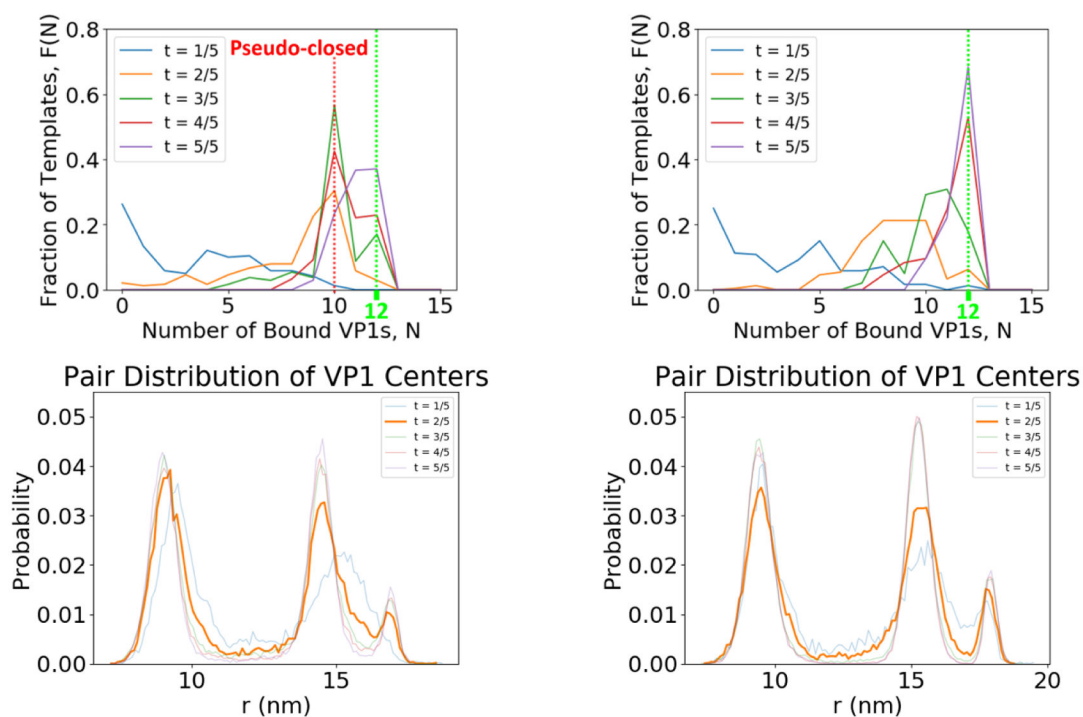 0.8
0.6
0.4
0.2
0.0
Fraction of Templates, F(N)
t = 1/5
t = 2/5
t = 3/5
t = 4/5
t = 5/5
Pseudo-closed
0 5 10 15
12
Number of Bound VP1s, N
0.8
0.6
0.4
0.2
0.0
Fraction of Templates, F(N)
t = 1/5
t = 2/5
t = 3/5
t = 4/5
t = 5/5
0 5 10 15
12
Number of Bound VP1s, N
Pair Distribution of VP1 Centers
0.05
0.04
0.03
0.02
0.01
0.00
Probability
t = 1/5
t = 2/5
t = 3/5
t = 4/5
t = 5/5
10 15
r (nm)
Pair Distribution of VP1 Centers
0.05
0.04
0.03
0.02
0.01
0.00
Probability
t = 1/5
t = 2/5
t = 3/5
t = 4/5
t = 5/5
10 15 20
r (nm)